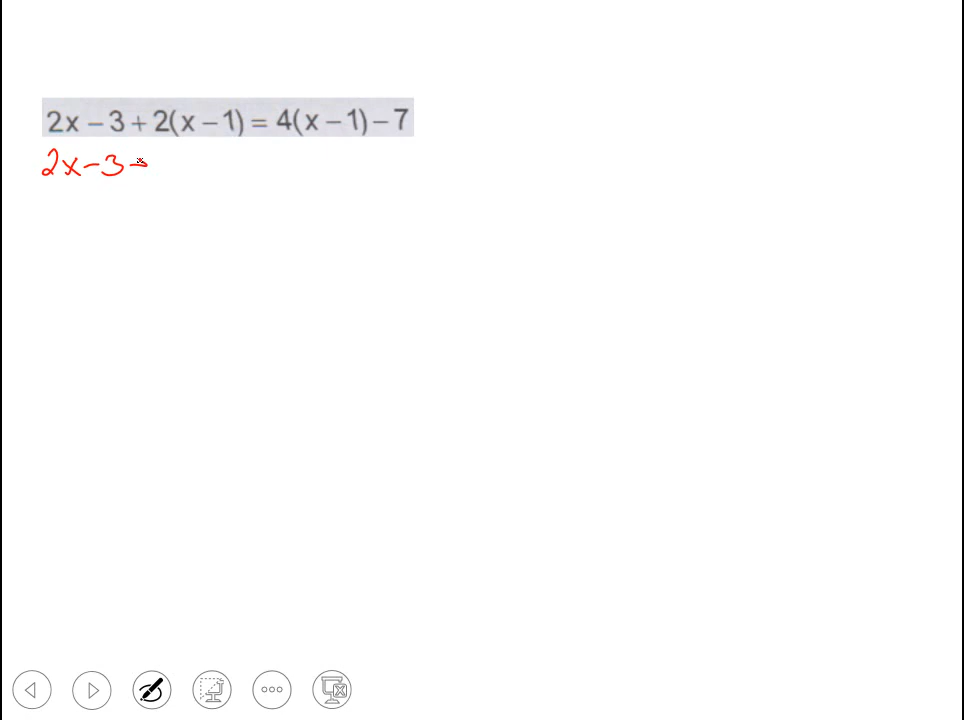 2x − 3 + 2(x − 1) = 4(x − 1) − 7
2x − 3 −